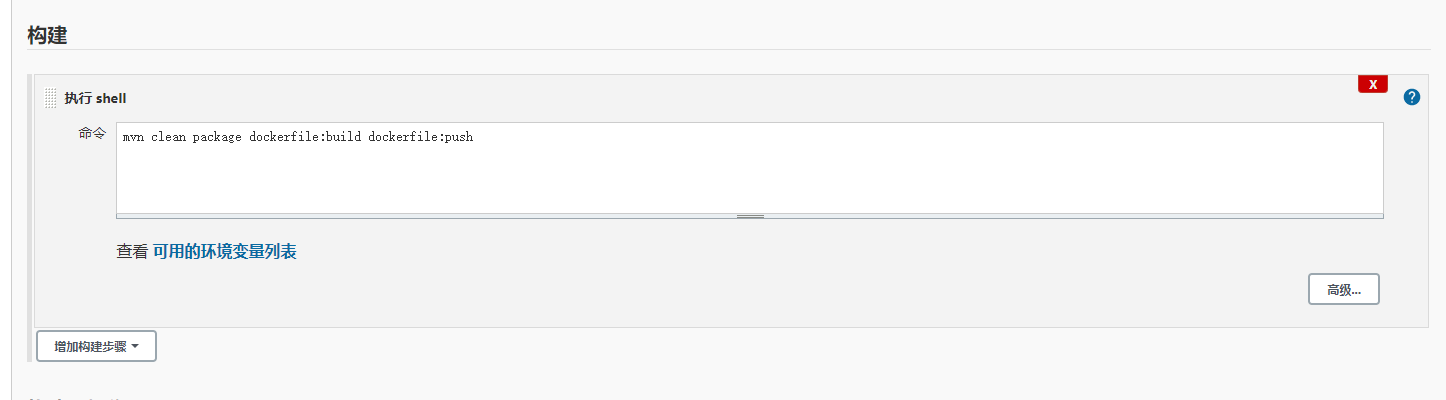 构建
执行 shell
X
?
命令
mvn clean package dockerfile:build dockerfile:push
查看 可用的环境变量列表
高级...
增加构建步骤